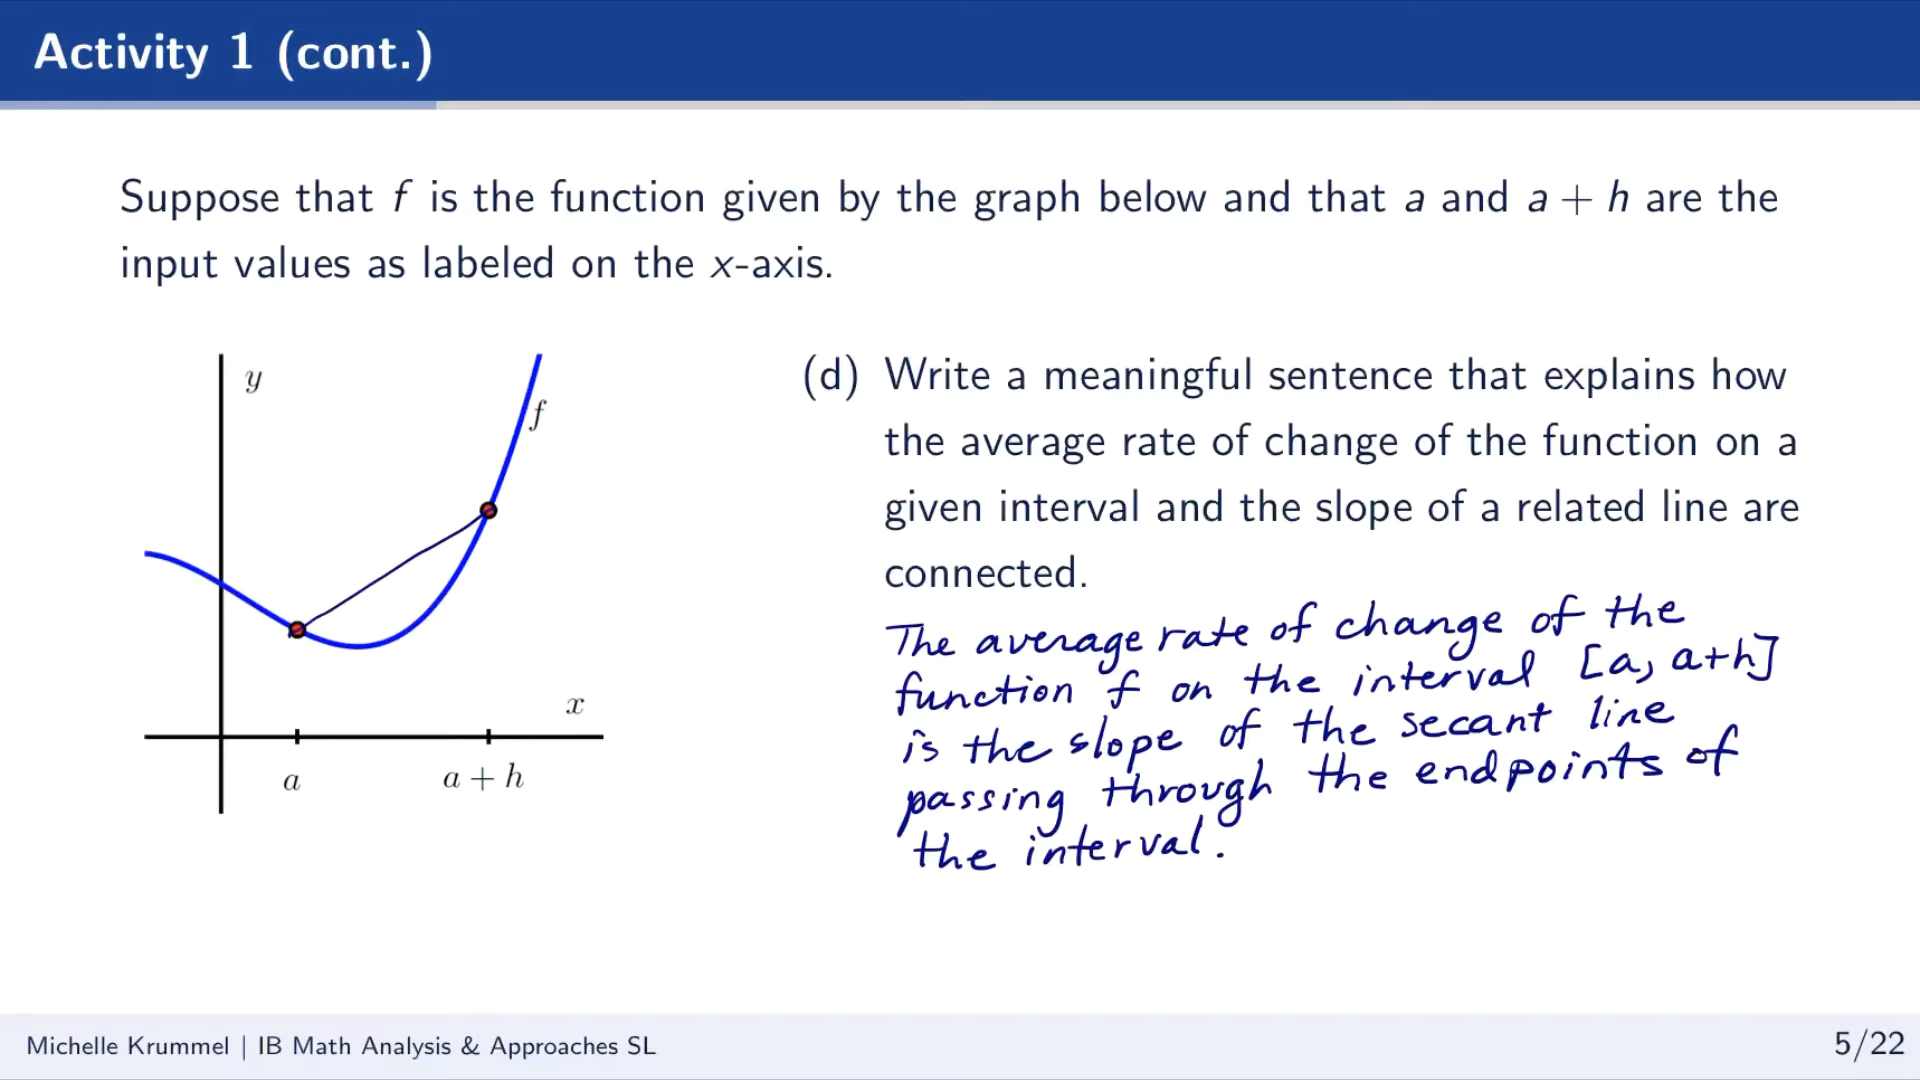 Activity 1 (cont.)
Suppose that f is the function given by the graph below and that a and a + h are the
input values as labeled on the x-axis.
y
f
x
a
a + h
(d) Write a meaningful sentence that explains how
the average rate of change of the function on a
given interval and the slope of a related line are
connected.
The average rate of change of the
function f on the interval [a, a+h]
is the slope of the secant line
passing through the endpoints of
the interval.
Michelle Krummel | IB Math Analysis & Approaches SL
5/22